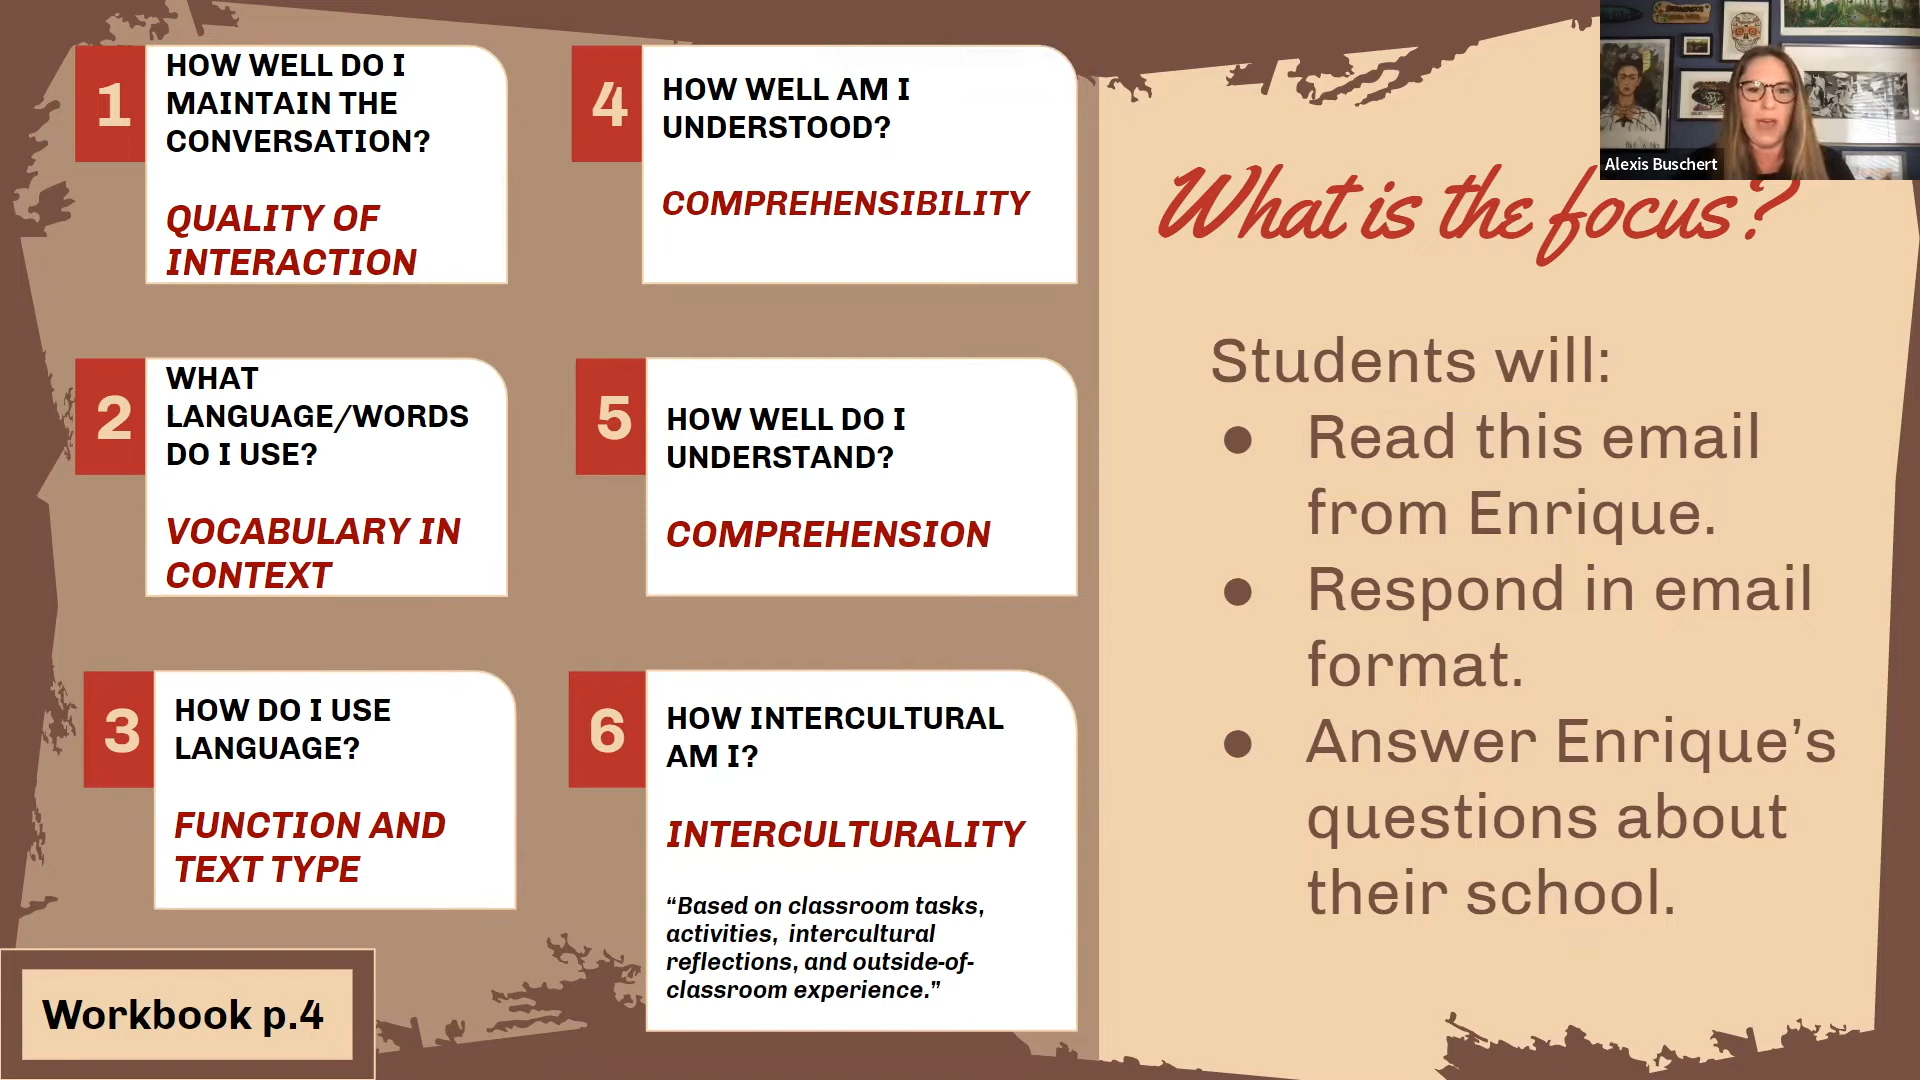 1
HOW WELL DO I
MAINTAIN THE
CONVERSATION?
QUALITY OF
INTERACTION
2
WHAT
LANGUAGE/WORDS
DO I USE?
VOCABULARY IN
CONTEXT
3
HOW DO I USE
LANGUAGE?
FUNCTION AND
TEXT TYPE
4
HOW WELL AM I
UNDERSTOOD?
COMPREHENSIBILITY
5
HOW WELL DO I
UNDERSTAND?
COMPREHENSION
6
HOW INTERCULTURAL
AM I?
INTERCULTURALITY
“Based on classroom tasks,
activities,  intercultural
reflections, and outside-of-
classroom experience.”
Workbook p.4
What is the focus?
Students will:
● Read this email
from Enrique.
● Respond in email
format.
● Answer Enrique’s
questions about
their school.
Alexis Buschert